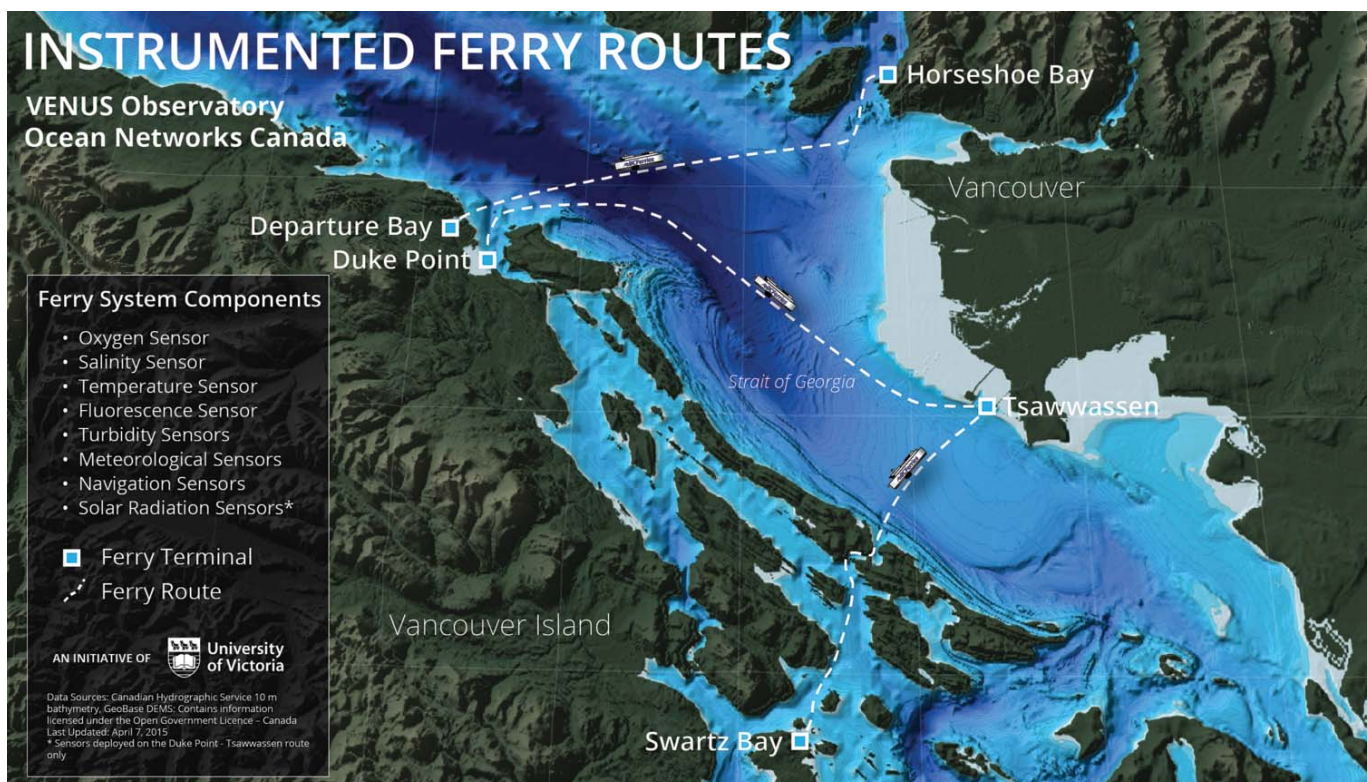 INSTRUMENTED FERRY ROUTES
VENUS Observatory
Ocean Networks Canada
Horseshoe Bay
Vancouver
Departure Bay
Duke Point
Strait of Georgia
Tsawwassen
Vancouver Island
Swartz Bay
Ferry System Components
• Oxygen Sensor
• Salinity Sensor
• Temperature Sensor
• Fluorescence Sensor
• Turbidity Sensors
• Meteorological Sensors
• Navigation Sensors
• Solar Radiation Sensors*
Ferry Terminal
Ferry Route
AN INITIATIVE OF
University
of Victoria
Data Sources: Canadian Hydrographic Service 10 m
bathymetry, GeoBase DEMS: Contains information
licensed under the Open Government Licence – Canada
Last Updated: April 7, 2015
* Sensors deployed on the Duke Point - Tsawwassen route
only